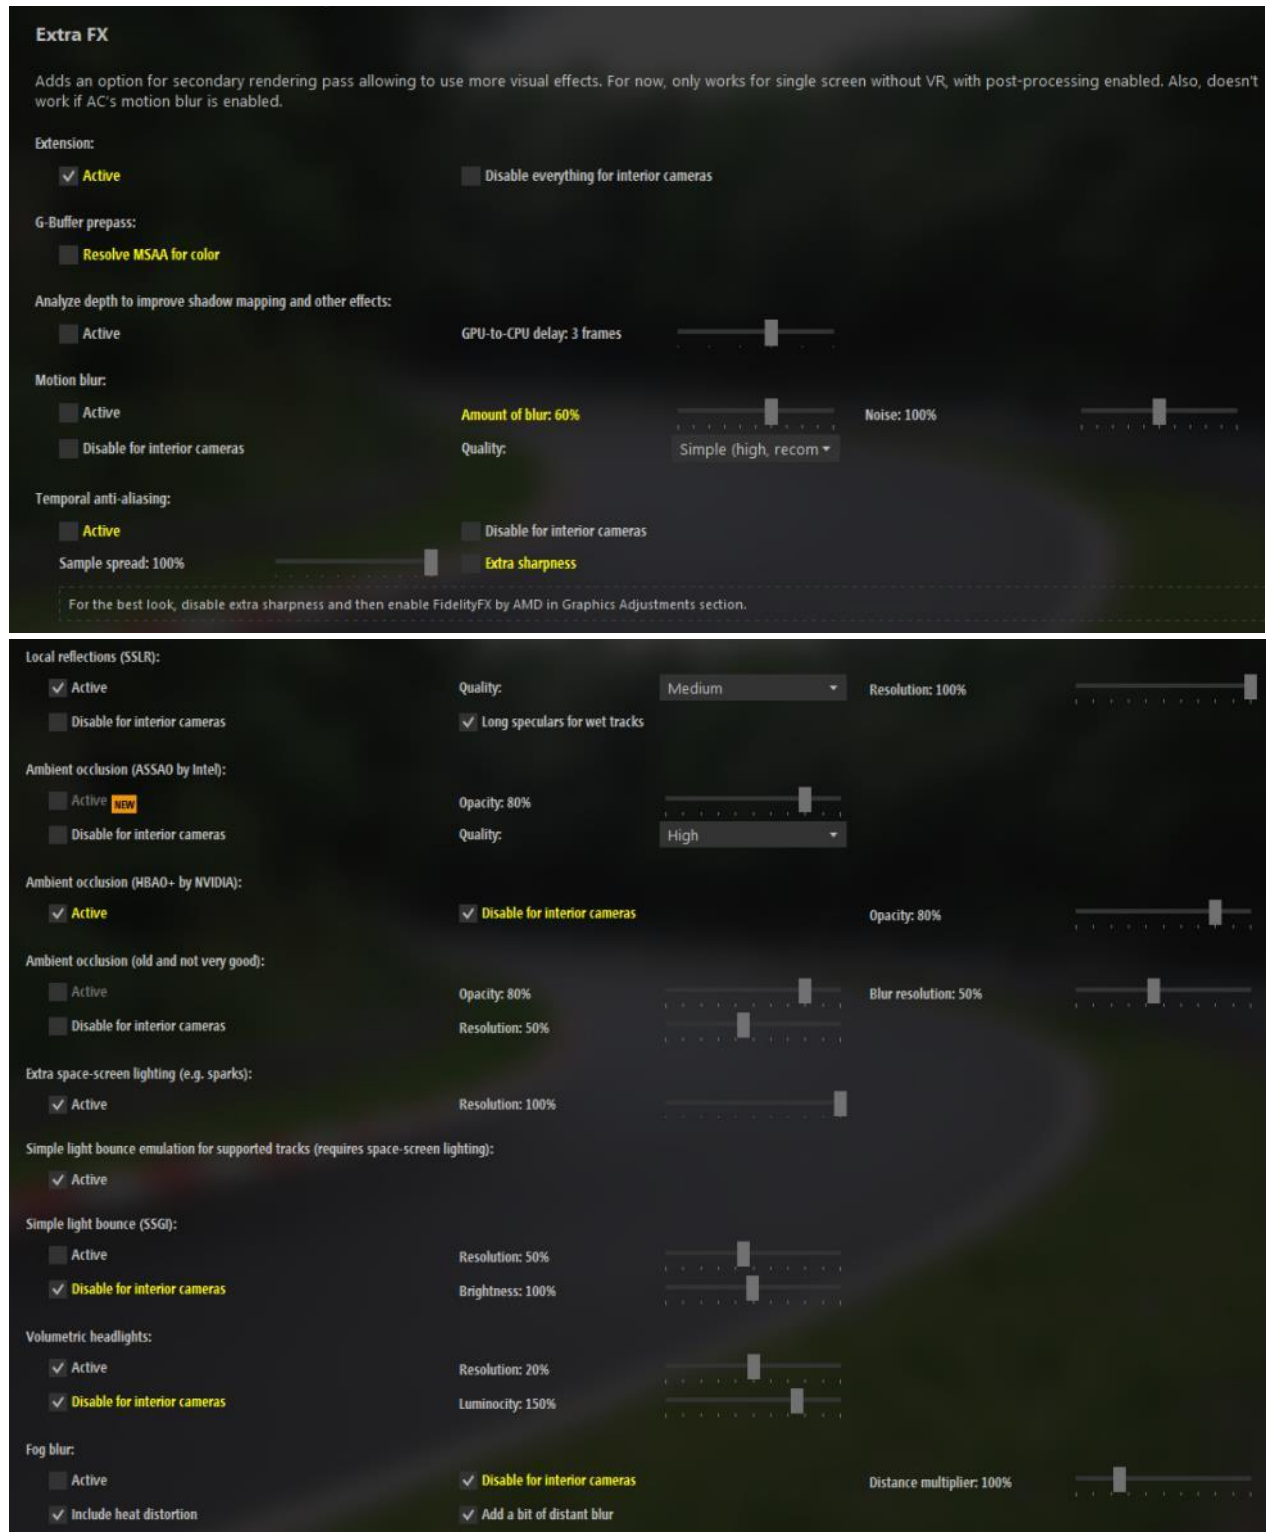 Extra FX
Adds an option for secondary rendering pass allowing to use more visual effects. For now, only works for single screen without VR, with post-processing enabled. Also, doesn't
work if AC's motion blur is enabled.
Extension:
Active
Disable everything for interior cameras
G-Buffer prepass:
Resolve MSAA for color
Analyze depth to improve shadow mapping and other effects:
Active
GPU-to-CPU delay: 3 frames
Motion blur:
Active
Amount of blur: 60%
Noise: 100%
Disable for interior cameras
Quality:
Simple (high, recom
Temporal anti-aliasing:
Active
Disable for interior cameras
Sample spread: 100%
Extra sharpness
For the best look, disable extra sharpness and then enable FidelityFX by AMD in Graphics Adjustments section.
Local reflections (SSLR):
Active
Quality:
Medium
Resolution: 100%
Disable for interior cameras
Long speculars for wet tracks
Ambient occlusion (ASSAO by Intel):
Active NEW
Opacity: 80%
Disable for interior cameras
Quality:
High
Ambient occlusion (HBAO+ by NVIDIA):
Active
Disable for interior cameras
Opacity: 80%
Ambient occlusion (old and not very good):
Active
Opacity: 80%
Blur resolution: 50%
Disable for interior cameras
Resolution: 50%
Extra space-screen lighting (e.g. sparks):
Active
Resolution: 100%
Simple light bounce emulation for supported tracks (requires space-screen lighting):
Active
Simple light bounce (SSGI):
Active
Resolution: 50%
Disable for interior cameras
Brightness: 100%
Volumetric headlights:
Active
Resolution: 20%
Disable for interior cameras
Luminocity: 150%
Fog blur:
Active
Disable for interior cameras
Distance multiplier: 100%
Include heat distortion
Add a bit of distant blur